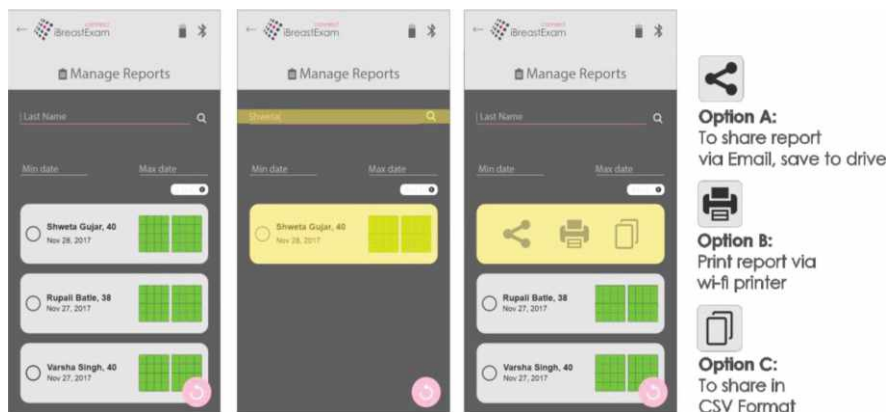 CONNECT
iBreastExam
Manage Reports
Last Name
Min date
Max date
Shweta Gujar, 40
Nov 28, 2017
Rupali Batle, 38
Nov 27, 2017
Varsha Singh, 40
Nov 27, 2017
CONNECT
iBreastExam
Manage Reports
Shweta
Min date
Max date
Shweta Gujar, 40
Nov 28, 2017
CONNECT
iBreastExam
Manage Reports
Last Name
Min date
Max date
Rupali Batle, 38
Nov 27, 2017
Varsha Singh, 40
Nov 27, 2017
Option A:
To share report
via Email, save to drive
Option B:
Print report via
wi-fi printer
Option C:
To share in
CSV Format